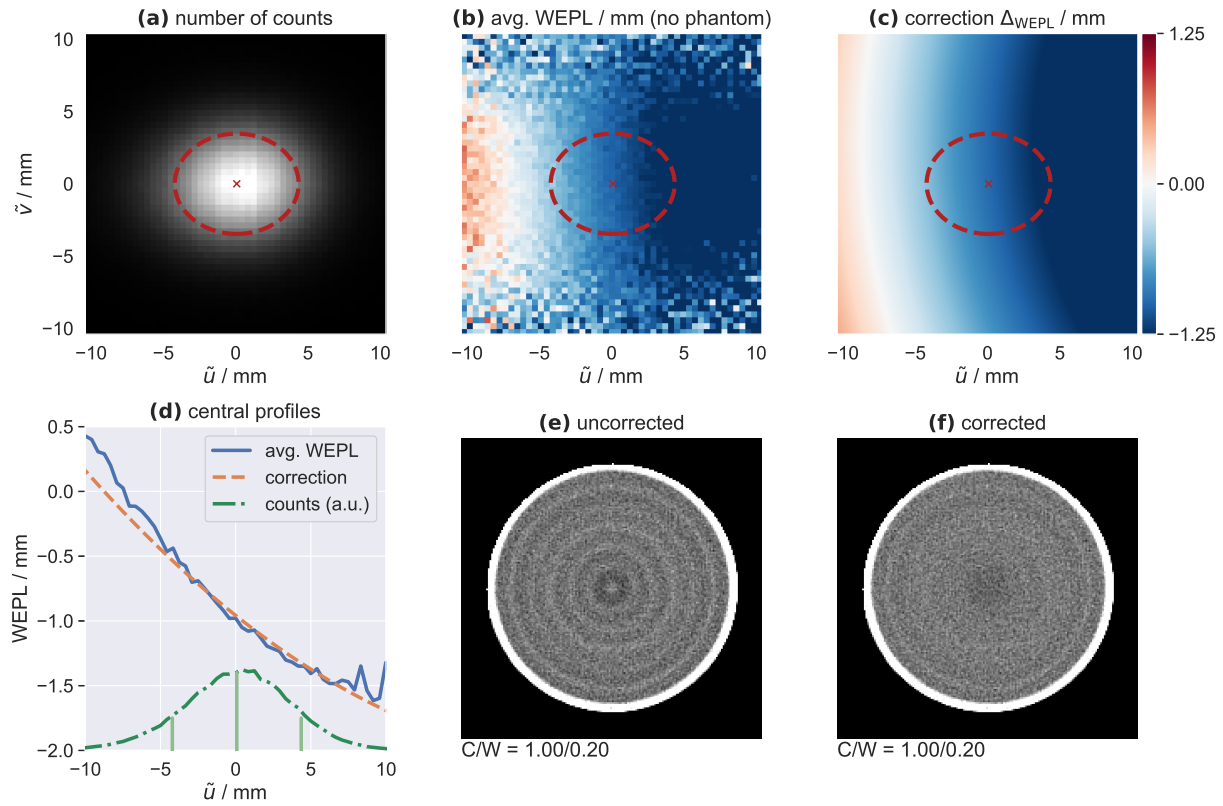 (a) number of counts
(b) avg. WEPL / mm (no phantom)
(c) correction ΔWEPL / mm
10
5
0
−5
−10
ṽ / mm
−10 −5 0 5 10
ũ / mm
−10 −5 0 5 10
ũ / mm
−10 −5 0 5 10
ũ / mm
1.25
0.00
−1.25
(d) central profiles
0.5
0.0
−0.5
−1.0
−1.5
−2.0
WEPL / mm
avg. WEPL
correction
counts (a.u.)
−10 −5 0 5 10
ũ / mm
(e) uncorrected
C/W = 1.00/0.20
(f) corrected
C/W = 1.00/0.20